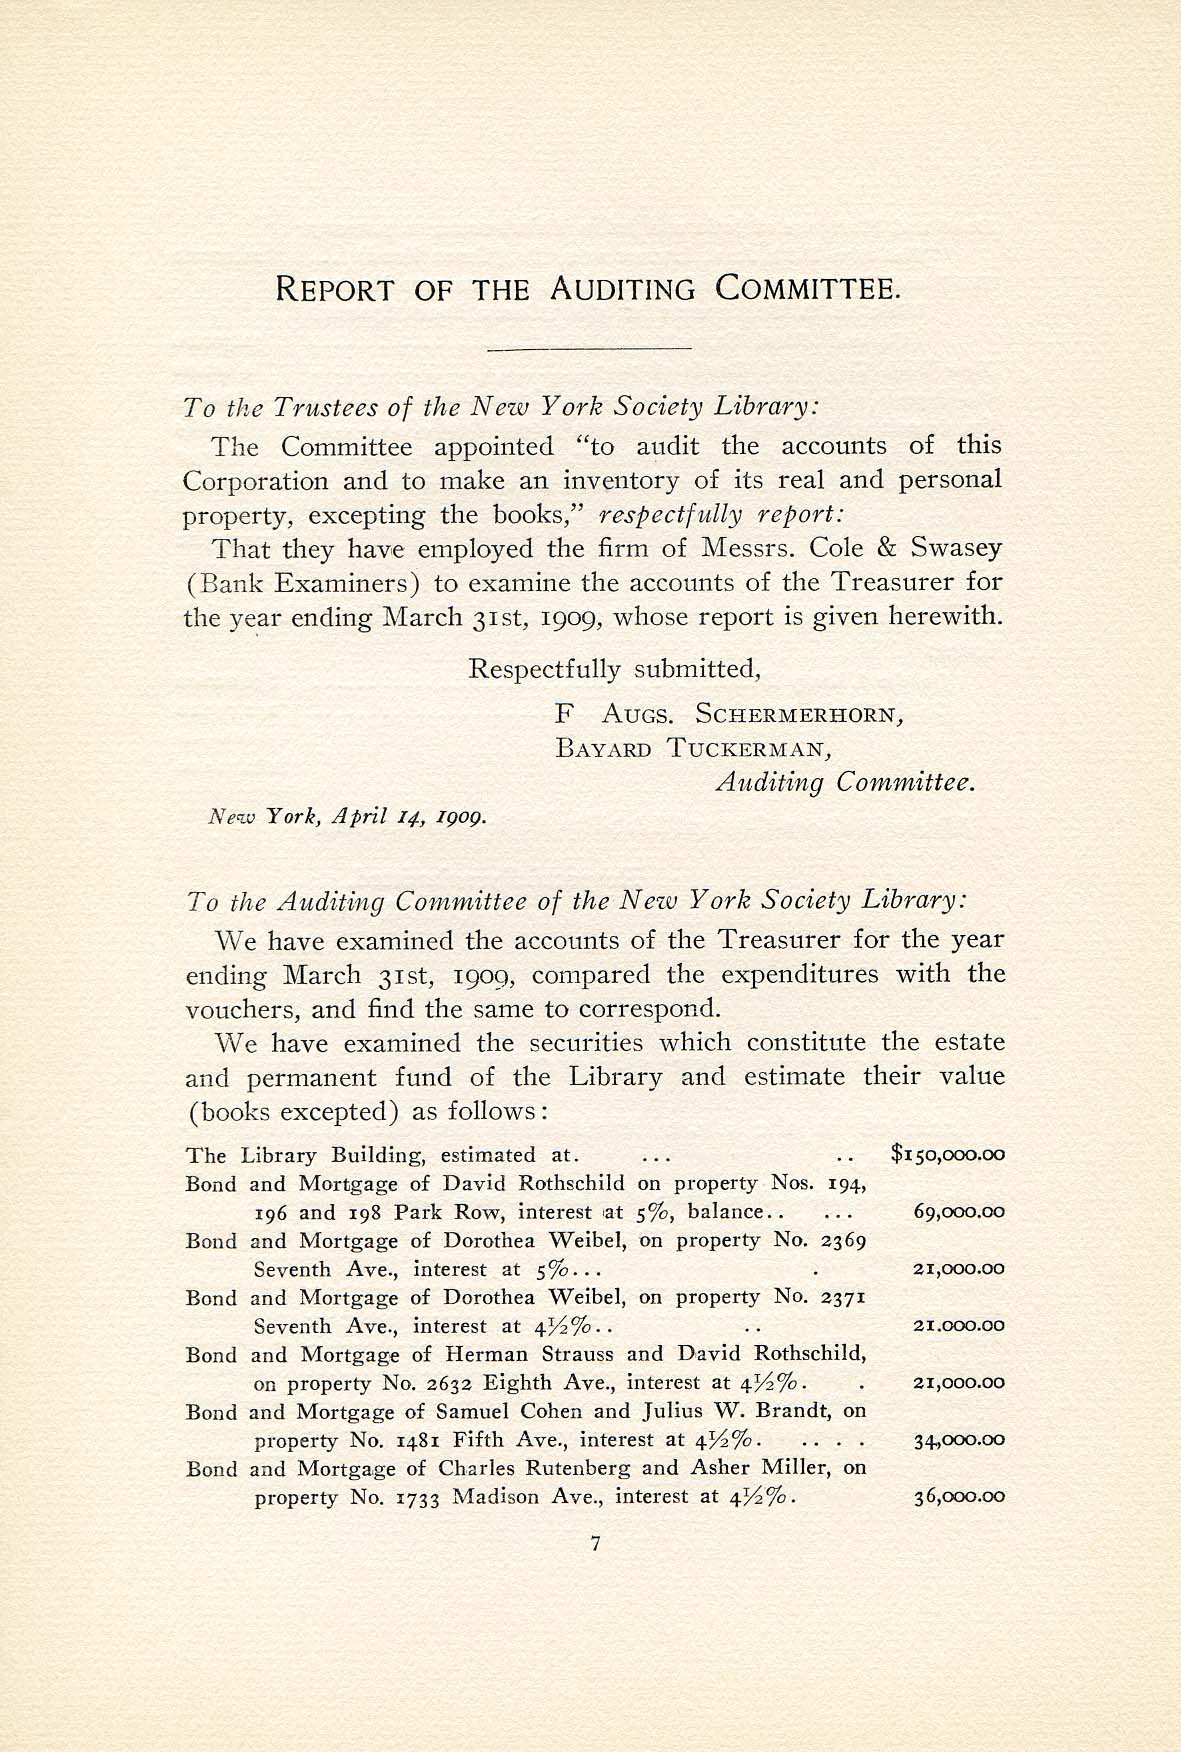 REPORT OF THE AUDITING COMMITTEE.
To the Trustees of the New York Society Library:
The Committee appointed “to audit the accounts of this
Corporation and to make an inventory of its real and personal
property, excepting the books,” respectfully report:
That they have employed the firm of Messrs. Cole & Swasey
(Bank Examiners) to examine the accounts of the Treasurer for
the year ending March 31st, 1909, whose report is given herewith.
Respectfully submitted,
F AUGS. SCHERMERHORN,
BAYARD TUCKERMAN,
Auditing Committee.
New York, April 14, 1909.
To the Auditing Committee of the New York Society Library:
We have examined the accounts of the Treasurer for the year
ending March 31st, 1909, compared the expenditures with the
vouchers, and find the same to correspond.
We have examined the securities which constitute the estate
and permanent fund of the Library and estimate their value
(books excepted) as follows:
The Library Building, estimated at. ... .. $150,000.00
Bond and Mortgage of David Rothschild on property Nos. 194,
196 and 198 Park Row, interest at 5%, balance.. ... 69,000.00
Bond and Mortgage of Dorothea Weibel, on property No. 2369
Seventh Ave., interest at 5%... . 21,000.00
Bond and Mortgage of Dorothea Weibel, on property No. 2371
Seventh Ave., interest at 4½%.. .. 21.000.00
Bond and Mortgage of Herman Strauss and David Rothschild,
on property No. 2632 Eighth Ave., interest at 4½%. . 21,000.00
Bond and Mortgage of Samuel Cohen and Julius W. Brandt, on
property No. 1481 Fifth Ave., interest at 4½%. .. . . 34,000.00
Bond and Mortgage of Charles Rutenberg and Asher Miller, on
property No. 1733 Madison Ave., interest at 4½%. 36,000.00
7